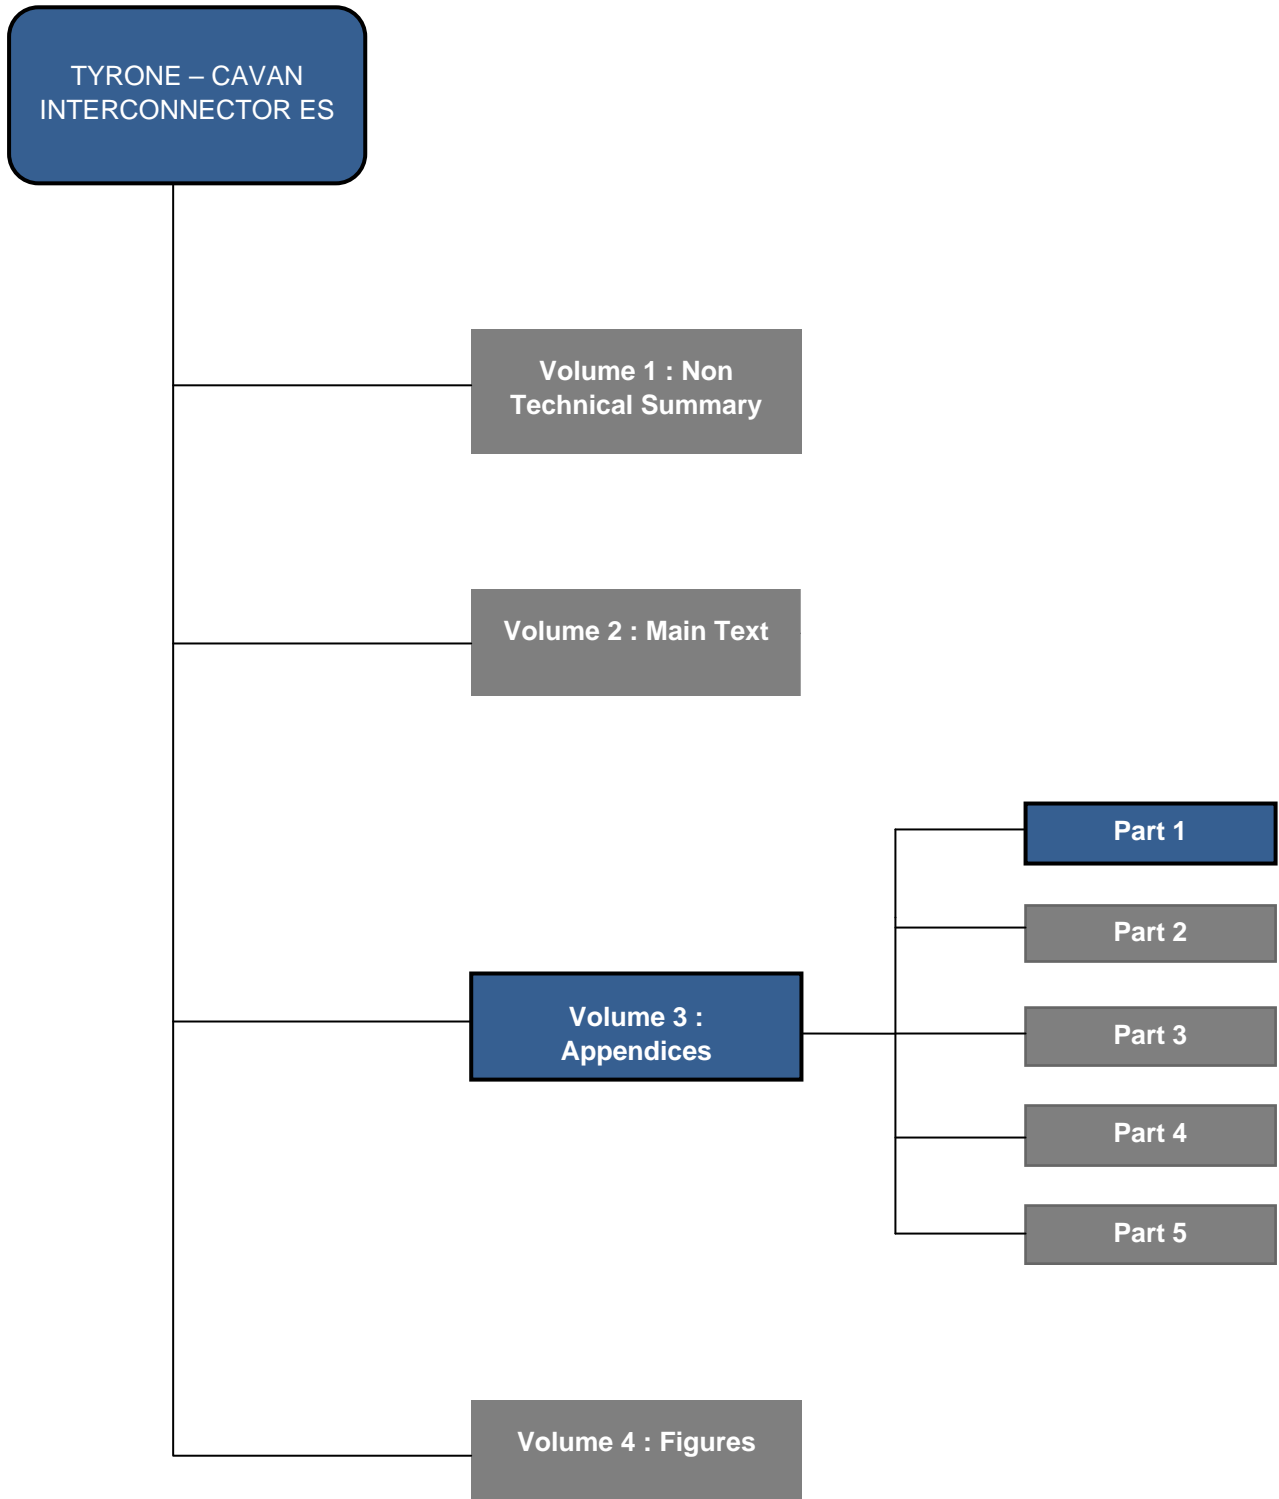 TYRONE – CAVAN
INTERCONNECTOR ES
Volume 1 : Non
Technical Summary
Volume 2 : Main Text
Volume 3 :
Appendices
Part 1
Part 2
Part 3
Part 4
Part 5
Volume 4 : Figures